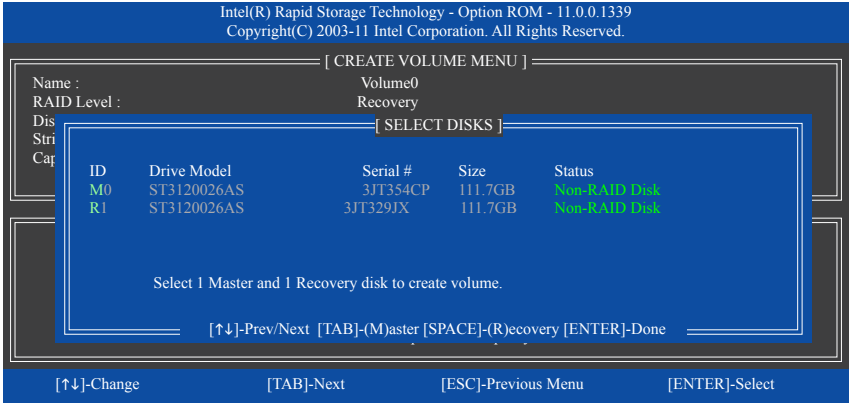 Intel(R) Rapid Storage Technology - Option ROM - 11.0.0.1339
Copyright(C) 2003-11 Intel Corporation. All Rights Reserved.
[ CREATE VOLUME MENU ]
Name : Volume0
RAID Level : Recovery
Dis
Stri
Cap
[ SELECT DISKS ]
ID Drive Model Serial # Size Status
M0 ST3120026AS 3JT354CP 111.7GB Non-RAID Disk
R1 ST3120026AS 3JT329JX 111.7GB Non-RAID Disk
Select 1 Master and 1 Recovery disk to create volume.
[↑↓]-Prev/Next [TAB]-(M)aster [SPACE]-(R)ecovery [ENTER]-Done
[↑↓]-Change [TAB]-Next [ESC]-Previous Menu [ENTER]-Select